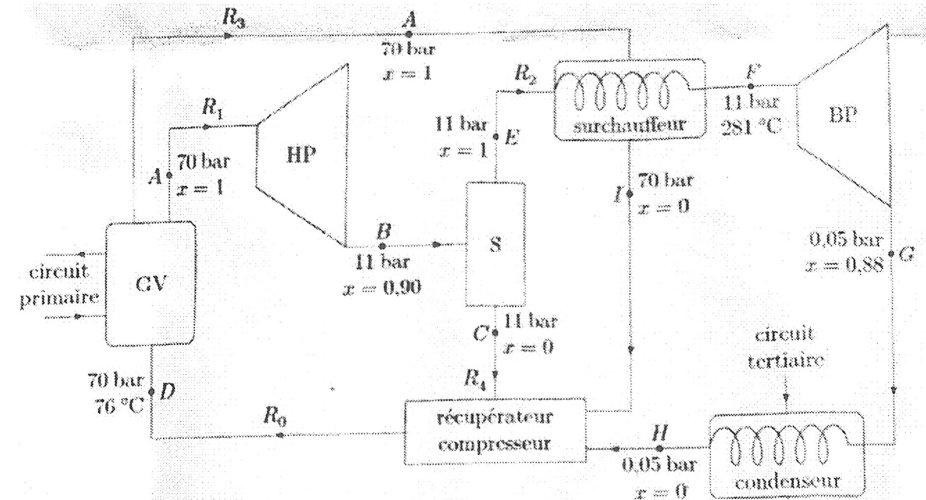 R₃
A
70 bar
x = 1
R₁
HP
A
70 bar
x = 1
R₂
11 bar
x = 1
E
surchauffeur
F
11 bar
281 °C
BP
I
70 bar
x = 0
B
11 bar
x = 0,90
S
0,05 bar
x = 0,88
G
circuit
primaire
GV
C
11 bar
x = 0
R₄
circuit
tertiaire
70 bar
76 °C
D
R₀
récupérateur
compresseur
H
0,05 bar
x = 0
condenseur